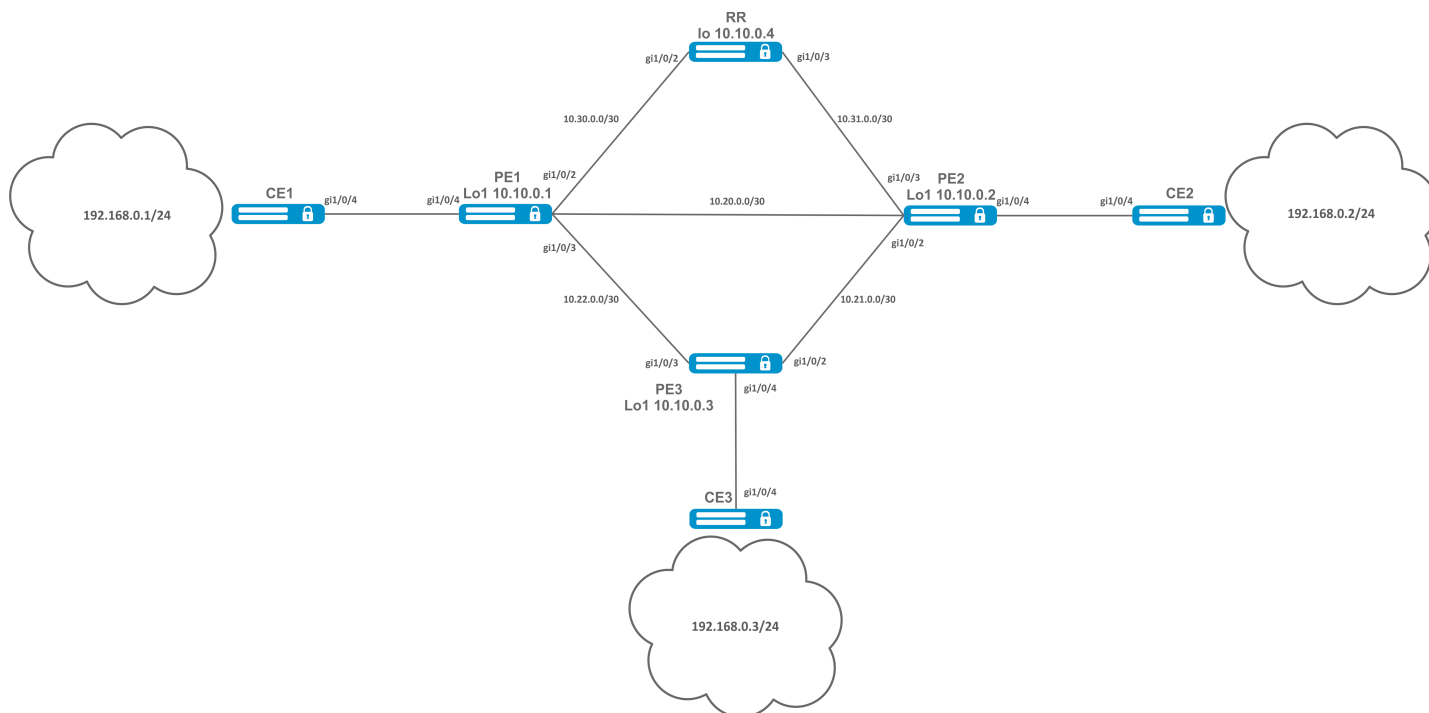 RR
lo 10.10.0.4
gi1/0/2
gi1/0/3
10.30.0.0/30
10.31.0.0/30
gi1/0/2
gi1/0/3
CE1
PE1
Lo1 10.10.0.1
PE2
Lo1 10.10.0.2
CE2
192.168.0.1/24
gi1/0/4
gi1/0/4
10.20.0.0/30
gi1/0/4
gi1/0/4
192.168.0.2/24
gi1/0/3
gi1/0/2
10.22.0.0/30
10.21.0.0/30
gi1/0/3
gi1/0/2
PE3
Lo1 10.10.0.3
gi1/0/4
CE3
gi1/0/4
192.168.0.3/24